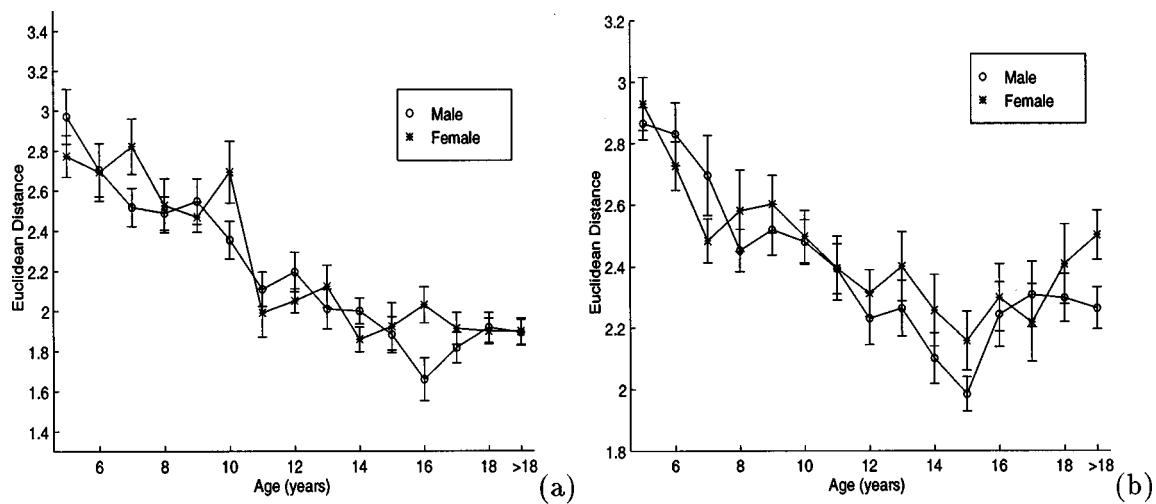 3.4
3.2
3
2.8
2.6
2.4
2.2
2
1.8
1.6
1.4
Euclidean Distance
Male
Female
6 8 10 12 14 16 18 >18
Age (years)
(a)
3.2
3
2.8
2.6
2.4
2.2
2
1.8
Euclidean Distance
Male
Female
6 8 10 12 14 16 18 >18
Age (years)
(b)